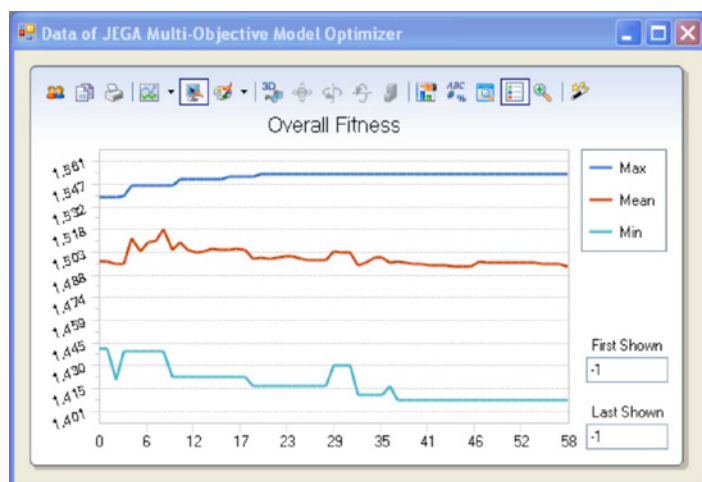 Data of JEGA Multi-Objective Model Optimizer
3D
ABC
Overall Fitness
1,561
1,547
1,532
1,518
1,503
1,488
1,474
1,459
1,445
1,430
1,415
1,401
0 6 12 17 23 29 35 41 46 52 58
Max
Mean
Min
First Shown
-1
Last Shown
-1